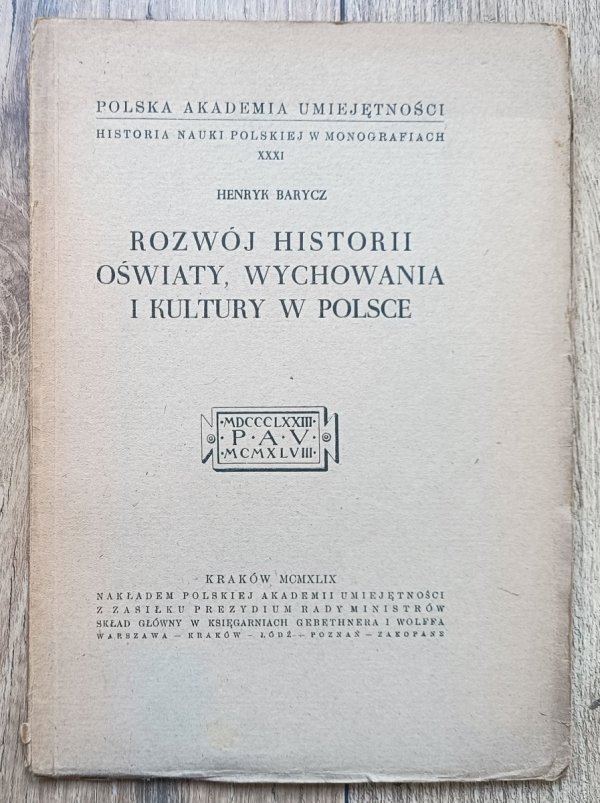 POLSKA AKADEMIA UMIEJĘTNOŚCI
HISTORIA NAUKI POLSKIEJ W MONOGRAFIACH
XXXI
HENRYK BARYCZ
ROZWÓJ HISTORII
OŚWIATY, WYCHOWANIA
I KULTURY W POLSCE
·MDCCCLXXIII·
P·A·V·
·MCMXLVIII·
KRAKÓW MCMXLIX
NAKŁADEM POLSKIEJ AKADEMII UMIEJĘTNOŚCI
Z ZASIŁKU PREZYDIUM RADY MINISTRÓW
SKŁAD GŁÓWNY W KSIĘGARNIACH GEBETHNERA I WOLFFA
WARSZAWA — KRAKÓW — ŁÓDŹ — POZNAŃ — ZAKOPANE